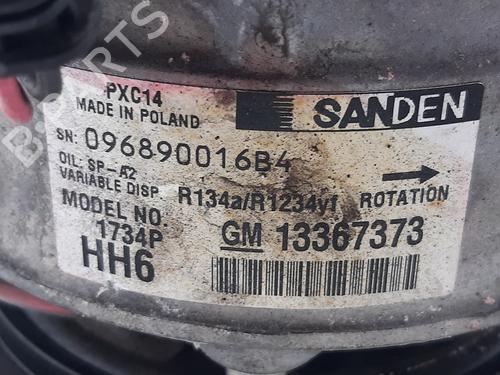 PXC14
MADE IN POLAND
SANDEN
SN: 096890016B4
OIL: SP-A2
VARIABLE DISP
R134a/R1234yf
ROTATION
MODEL NO.
1734P
GM 13367373
HH6
B-PARTS